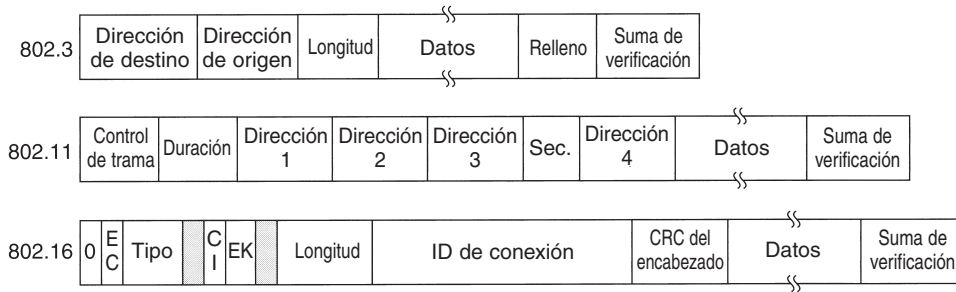 802.3 Dirección de destino Dirección de origen Longitud Datos Relleno Suma de verificación
802.11 Control de trama Duración Dirección 1 Dirección 2 Dirección 3 Sec. Dirección 4 Datos Suma de verificación
802.16 0 EC Tipo CI EK Longitud ID de conexión CRC del encabezado Datos Suma de verificación